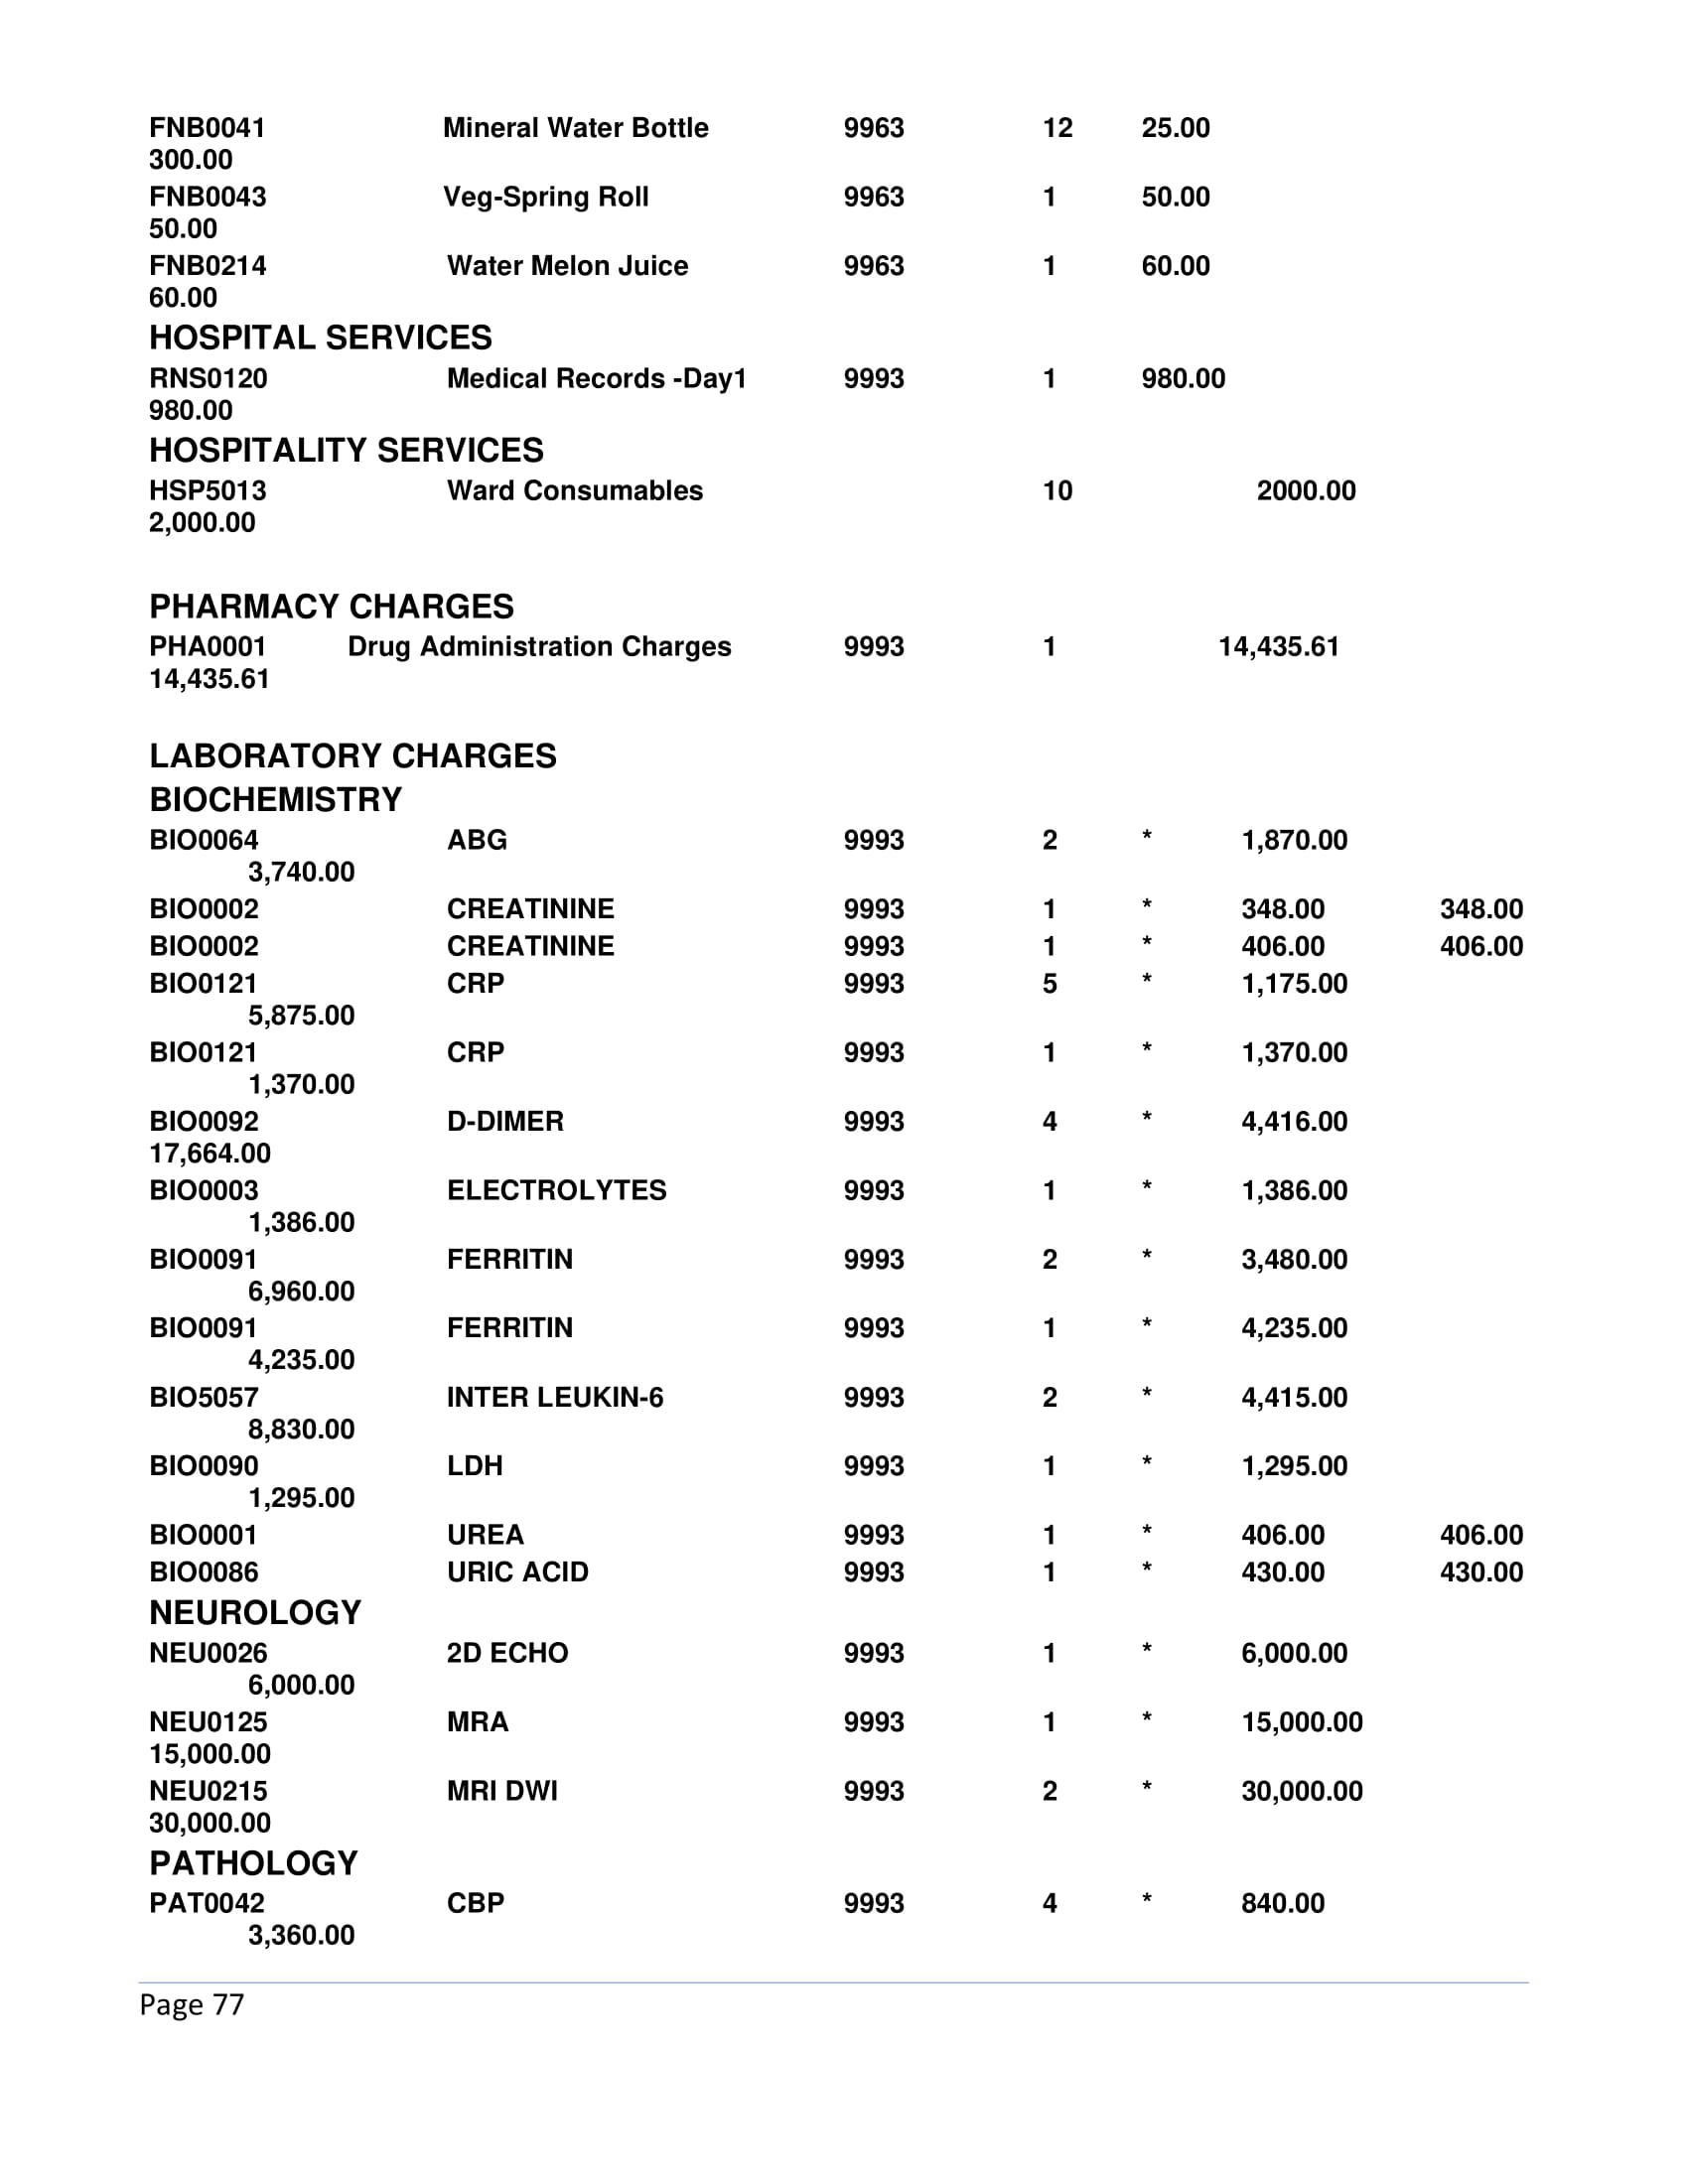 FNB0041 Mineral Water Bottle 9963 12 25.00
300.00
FNB0043 Veg-Spring Roll 9963 1 50.00
50.00
FNB0214 Water Melon Juice 9963 1 60.00
60.00
HOSPITAL SERVICES
RNS0120 Medical Records -Day1 9993 1 980.00
980.00
HOSPITALITY SERVICES
HSP5013 Ward Consumables 10 2000.00
2,000.00
PHARMACY CHARGES
PHA0001 Drug Administration Charges 9993 1 14,435.61
14,435.61
LABORATORY CHARGES
BIOCHEMISTRY
BIO0064 ABG 9993 2 * 1,870.00
3,740.00
BIO0002 CREATININE 9993 1 * 348.00 348.00
BIO0002 CREATININE 9993 1 * 406.00 406.00
BIO0121 CRP 9993 5 * 1,175.00
5,875.00
BIO0121 CRP 9993 1 * 1,370.00
1,370.00
BIO0092 D-DIMER 9993 4 * 4,416.00
17,664.00
BIO0003 ELECTROLYTES 9993 1 * 1,386.00
1,386.00
BIO0091 FERRITIN 9993 2 * 3,480.00
6,960.00
BIO0091 FERRITIN 9993 1 * 4,235.00
4,235.00
BIO5057 INTER LEUKIN-6 9993 2 * 4,415.00
8,830.00
BIO0090 LDH 9993 1 * 1,295.00
1,295.00
BIO0001 UREA 9993 1 * 406.00 406.00
BIO0086 URIC ACID 9993 1 * 430.00 430.00
NEUROLOGY
NEU0026 2D ECHO 9993 1 * 6,000.00
6,000.00
NEU0125 MRA 9993 1 * 15,000.00
15,000.00
NEU0215 MRI DWI 9993 2 * 30,000.00
30,000.00
PATHOLOGY
PAT0042 CBP 9993 4 * 840.00
3,360.00
Page 77